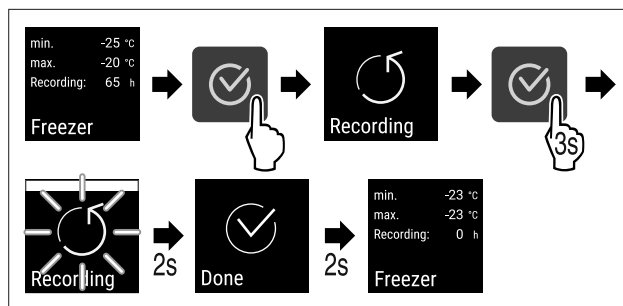 min. -25 °C
max. -20 °C
Recording: 65 h
Freezer
Recording
3s
Recording
2s
Done
2s
min. -23 °C
max. -23 °C
Recording: 0 h
Freezer